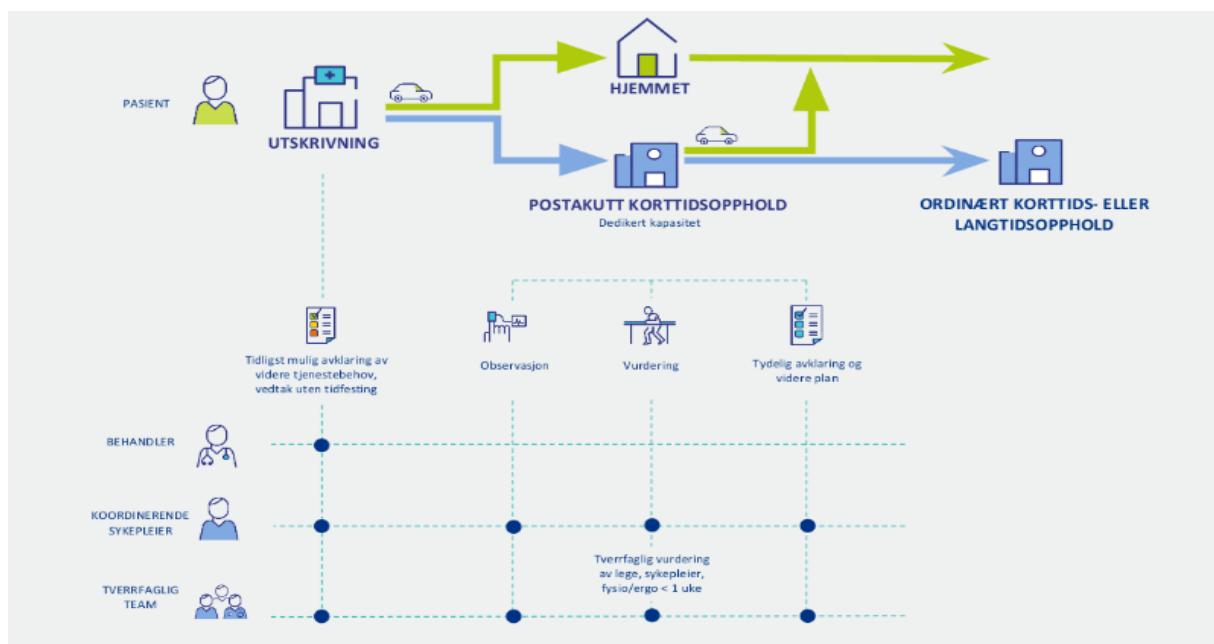 PASIENT
UTSKRIVNING
HJEMMET
POSTAKUTT KORTTIDSOPPHOLD
Dedikert kapasitet
ORDINÆRT KORTTIDS- ELLER
LANGTIDSOPPHOLD
Tidligst mulig avklaring av
videre tjenestebehov,
vedtak uten tidfesting
Observasjon
Vurdering
Tydelig avklaring og
videre plan
BEHANDLER
KOORDINERENDE
SYKEPLEIER
Tverrfaglig vurdering
av lege, sykepleier,
fysio/ergo < 1 uke
TVERRFAGLIG
TEAM